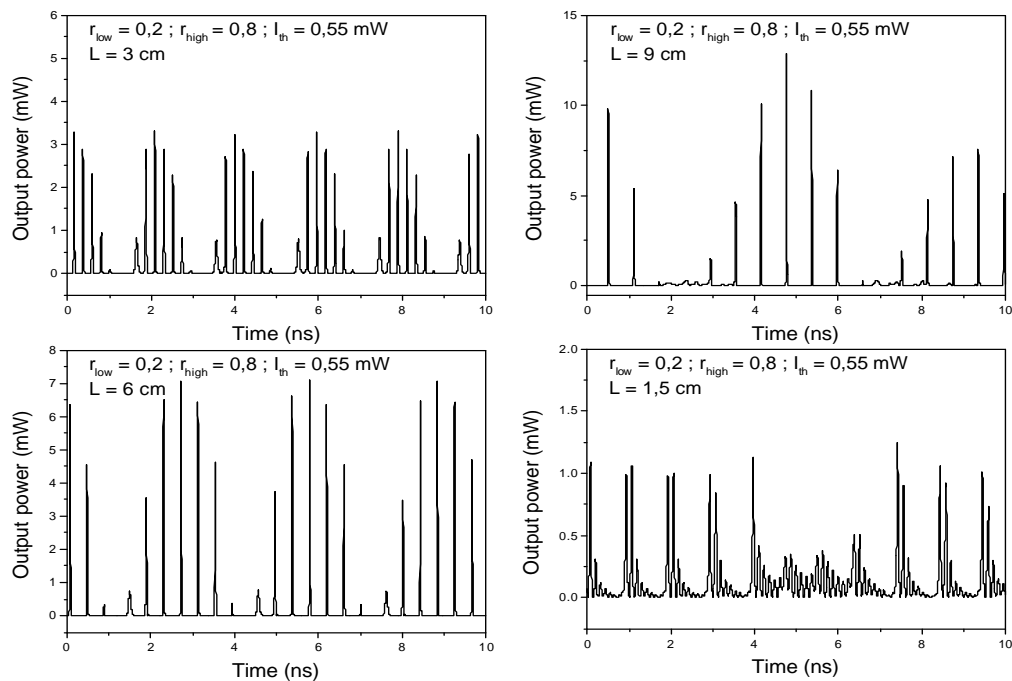 r_low = 0,2 ; r_high = 0,8 ; I_th = 0,55 mW
L = 3 cm
Output power (mW)
6
5
4
3
2
1
0
0 2 4 6 8 10
Time (ns)
r_low = 0,2 ; r_high = 0,8 ; I_th = 0,55 mW
L = 9 cm
Output power (mW)
15
10
5
0
0 2 4 6 8 10
Time (ns)
r_low = 0,2 ; r_high = 0,8 ; I_th = 0,55 mW
L = 6 cm
Output power (mW)
8
7
6
5
4
3
2
1
0
0 2 4 6 8 10
Time (ns)
r_low = 0,2 ; r_high = 0,8 ; I_th = 0,55 mW
L = 1,5 cm
Output power (mW)
2.0
1.5
1.0
0.5
0.0
0 2 4 6 8 10
Time (ns)